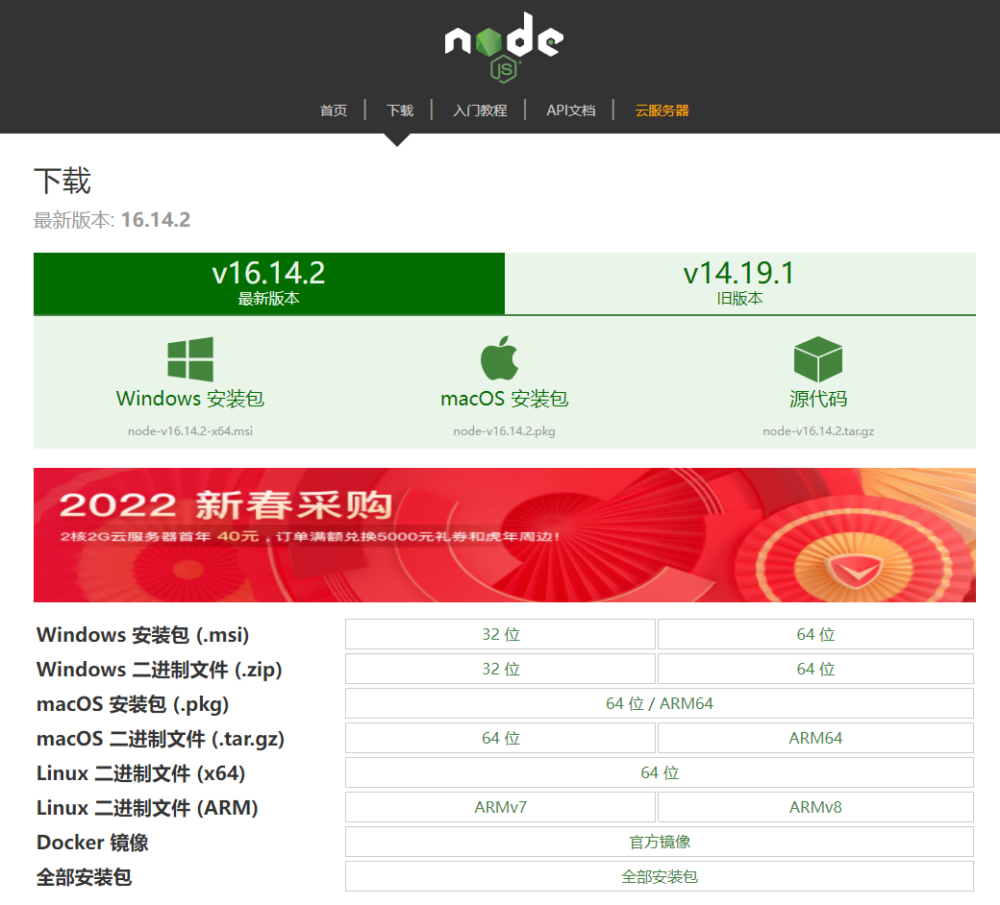 node
JS
首页 下载 入门教程 API文档 云服务器
下载
最新版本: 16.14.2
v16.14.2 v14.19.1
最新版本 旧版本
Windows 安装包 macOS 安装包 源代码
node-v16.14.2-x64.msi node-v16.14.2.pkg node-v16.14.2.tar.gz
2022 新春采购
2核2G云服务器首年 40元，订单满额兑换5000元礼券和虎年周边!
Windows 安装包 (.msi) 32 位 64 位
Windows 二进制文件 (.zip) 32 位 64 位
macOS 安装包 (.pkg) 64 位 / ARM64
macOS 二进制文件 (.tar.gz) 64 位 ARM64
Linux 二进制文件 (x64) 64 位
Linux 二进制文件 (ARM) ARMv7 ARMv8
Docker 镜像 官方镜像
全部安装包 全部安装包